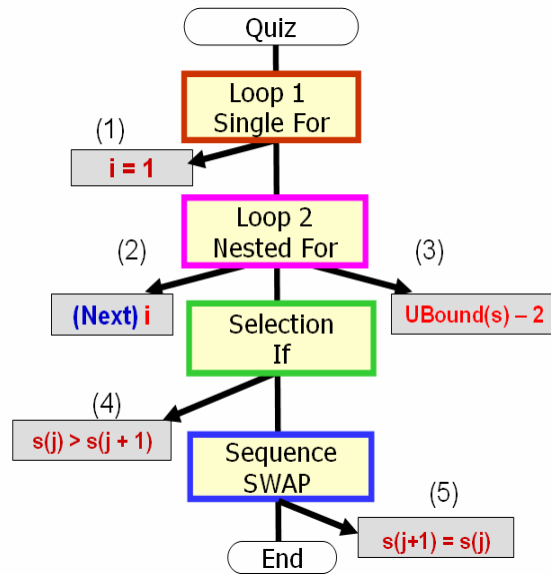 Quiz
Loop 1
Single For
(1)
i = 1
Loop 2
Nested For
(2)
(3)
(Next) i
UBound(s) – 2
Selection
If
(4)
s(j) > s(j + 1)
Sequence
SWAP
(5)
s(j+1) = s(j)
End